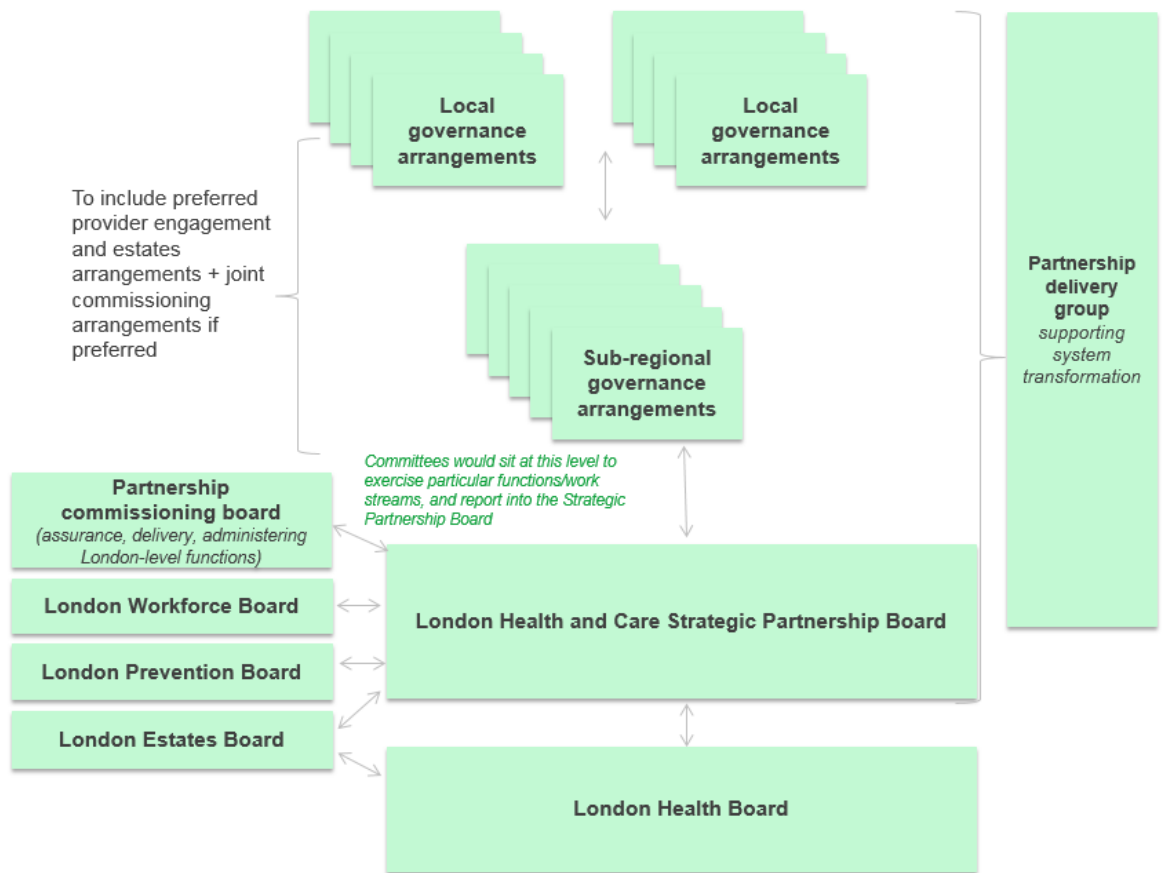 Local
governance
arrangements
Local
governance
arrangements
To include preferred
provider engagement
and estates
arrangements + joint
commissioning
arrangements if
preferred
Partnership
delivery
group
supporting
system
transformation
Sub-regional
governance
arrangements
Committees would sit at this level to
exercise particular functions/work
streams, and report into the Strategic
Partnership Board
Partnership
commissioning board
(assurance, delivery, administering
London-level functions)
London Workforce Board
London Prevention Board
London Estates Board
London Health and Care Strategic Partnership Board
London Health Board